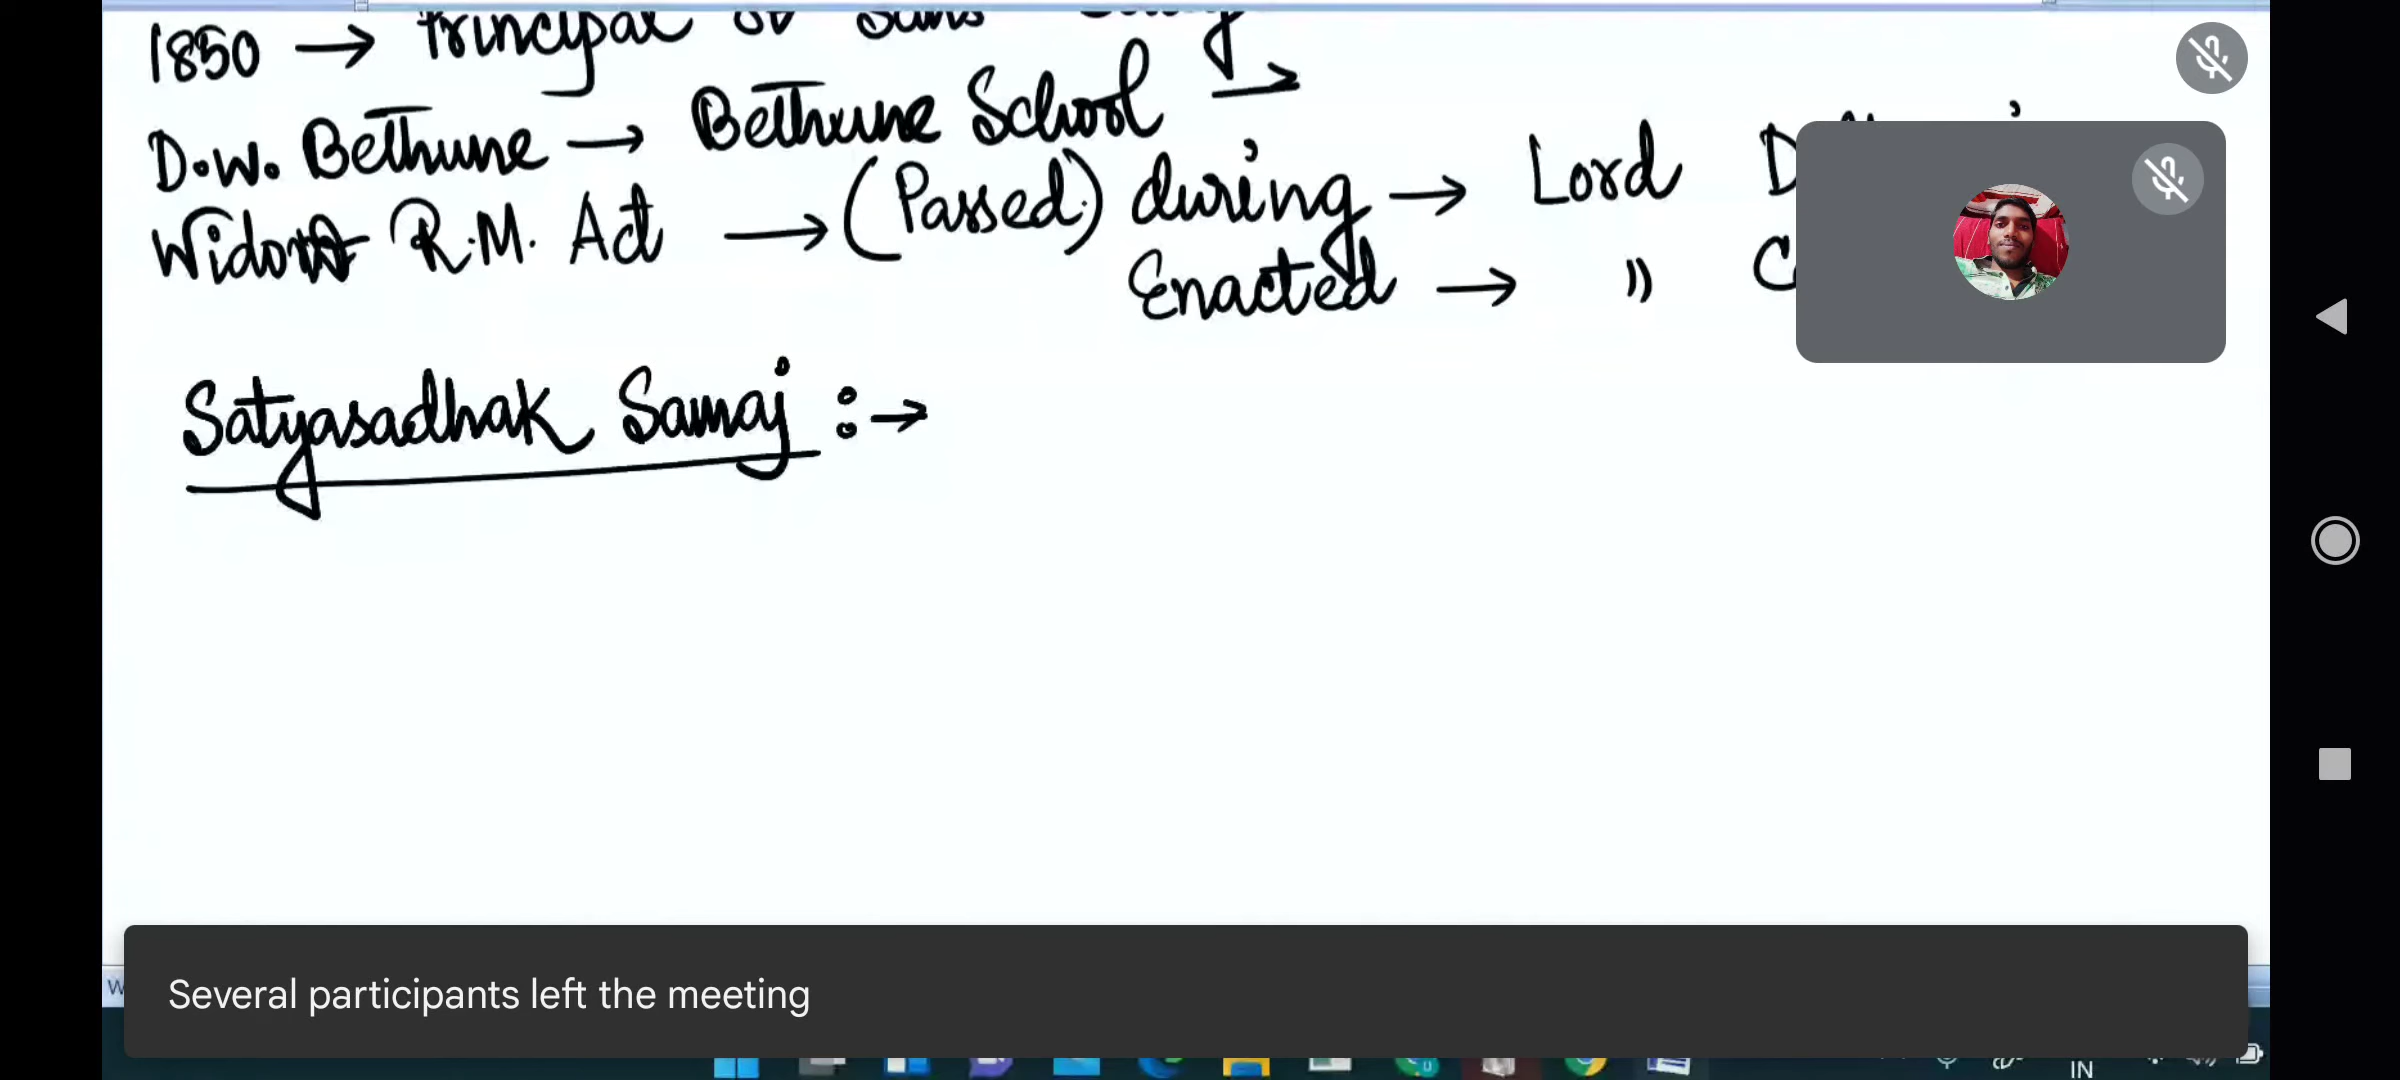 1850 → Principal
D.W. Bethune → Bethune School →
Widow R.M. Act → (Passed) during → Lord
Enacted → "
Satyasadhak Samaj :→
Several participants left the meeting
IN